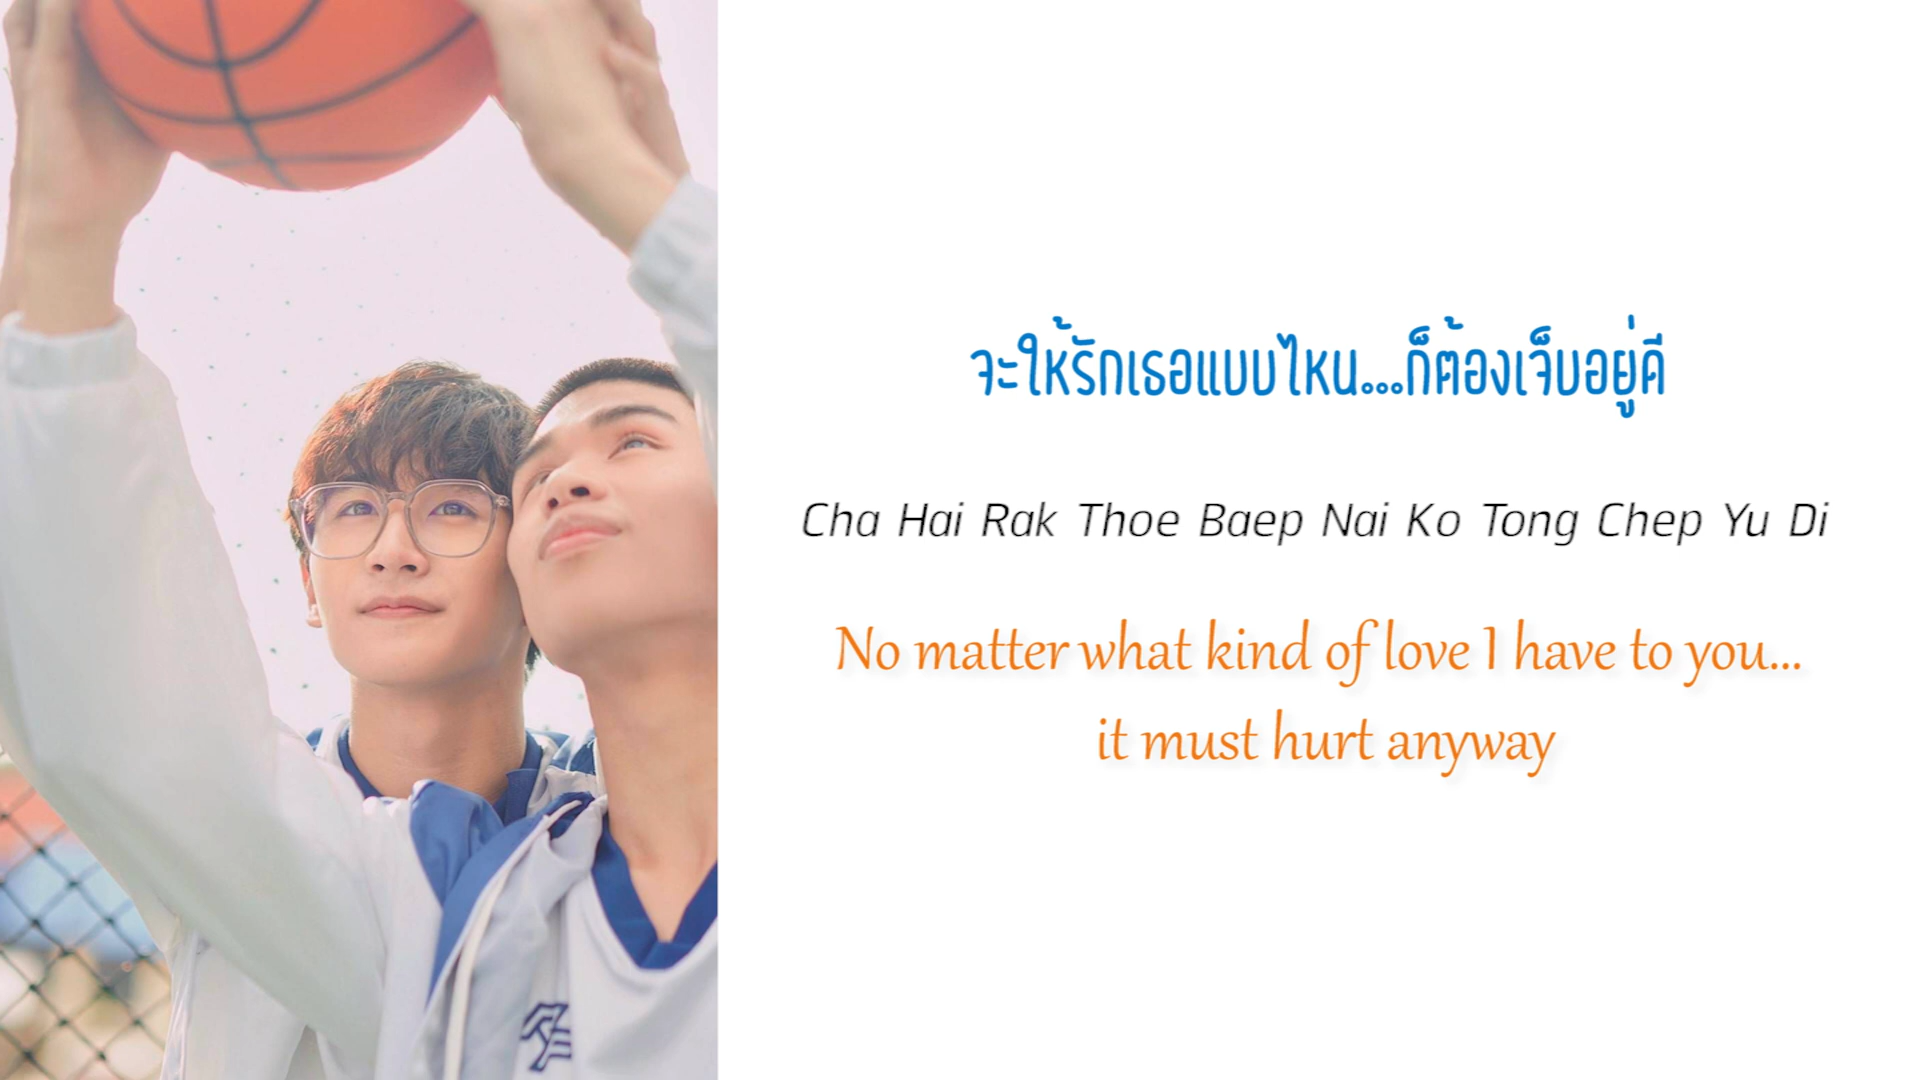 จะให้รักเธอแบบไหน...ก็ต้องเจ็บอยู่ดี
Cha Hai Rak Thoe Baep Nai Ko Tong Chep Yu Di
No matter what kind of love I have to you...
it must hurt anyway